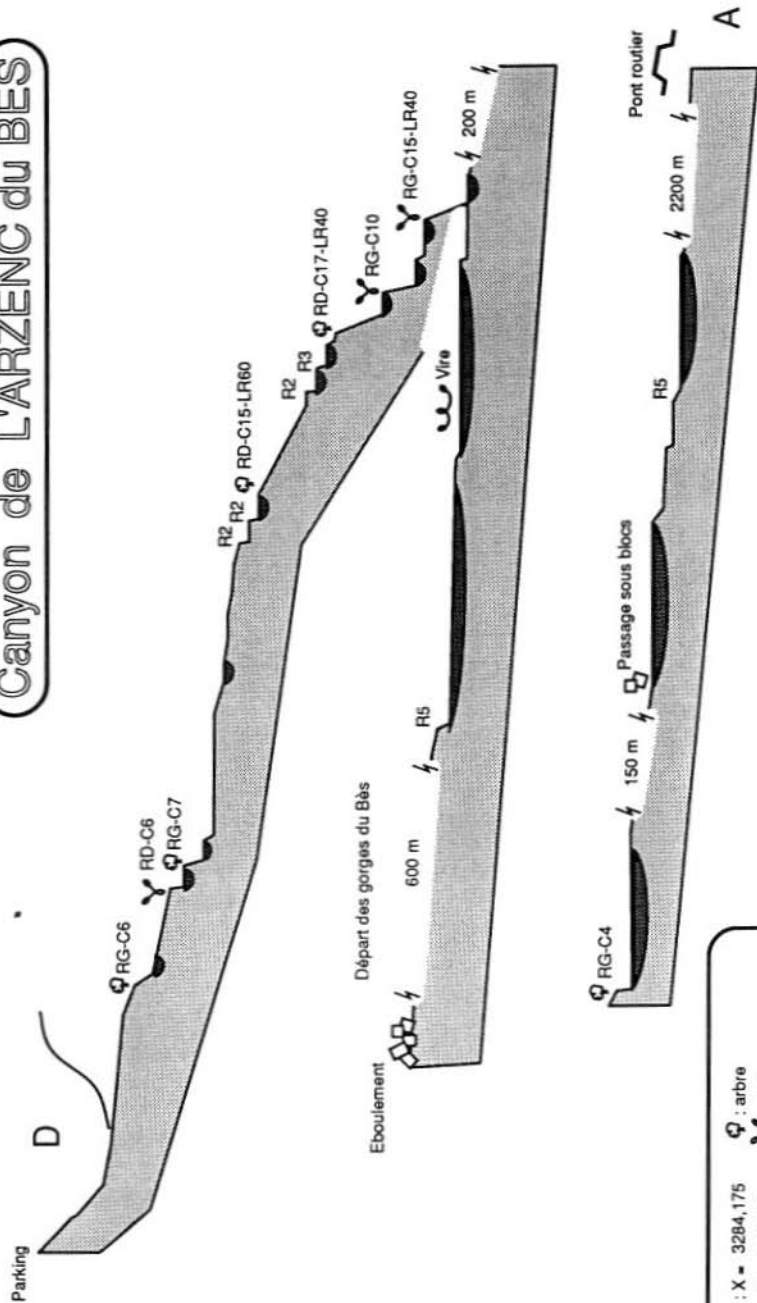 Canyon de L'ARZENC du BES
Parking
D
RG-C6
RD-C6
RG-C7
R2
R2
RD-C15-LR60
R2
R3
RD-C17-LR40
RG-C10
RG-C15-LR40
Eboulement
Départ des gorges du Bès
600 m
R5
Vire
200 m
RG-C4
150 m
Passage sous blocs
R5
2200 m
Pont routier
A
: X = 3284,175
: arbre